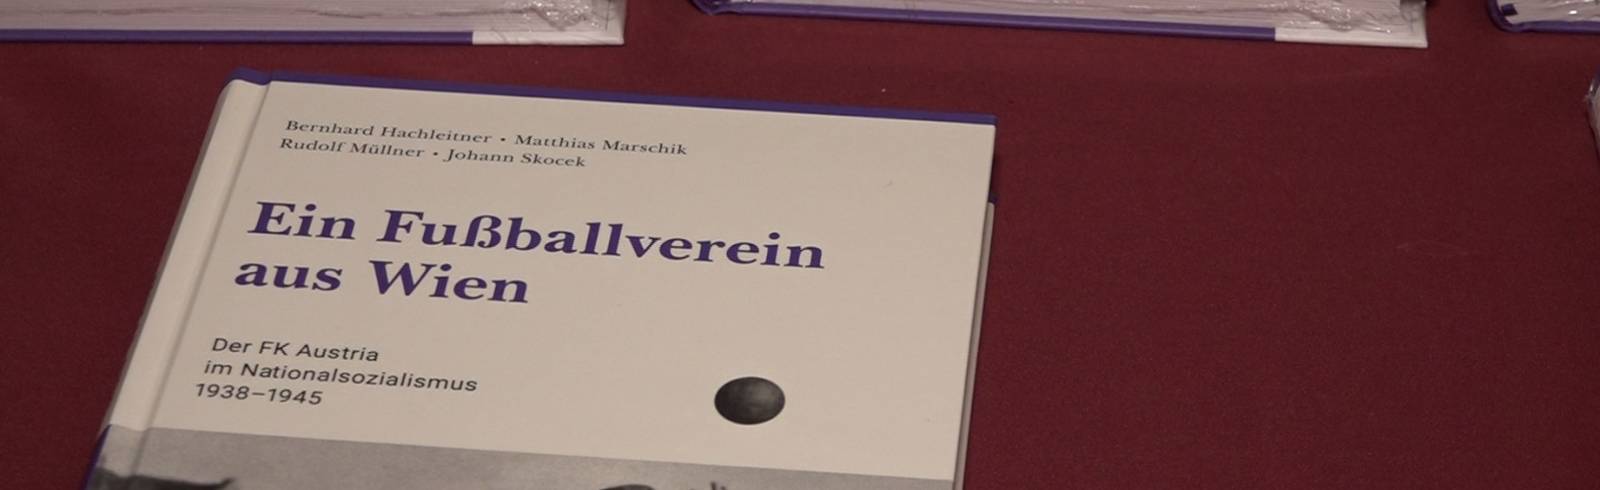 Bernhard Hachleitner • Matthias Marschik
Rudolf Müllner • Johann Skocek
Ein Fußballverein
aus Wien
Der FK Austria
im Nationalsozialismus
1938–1945